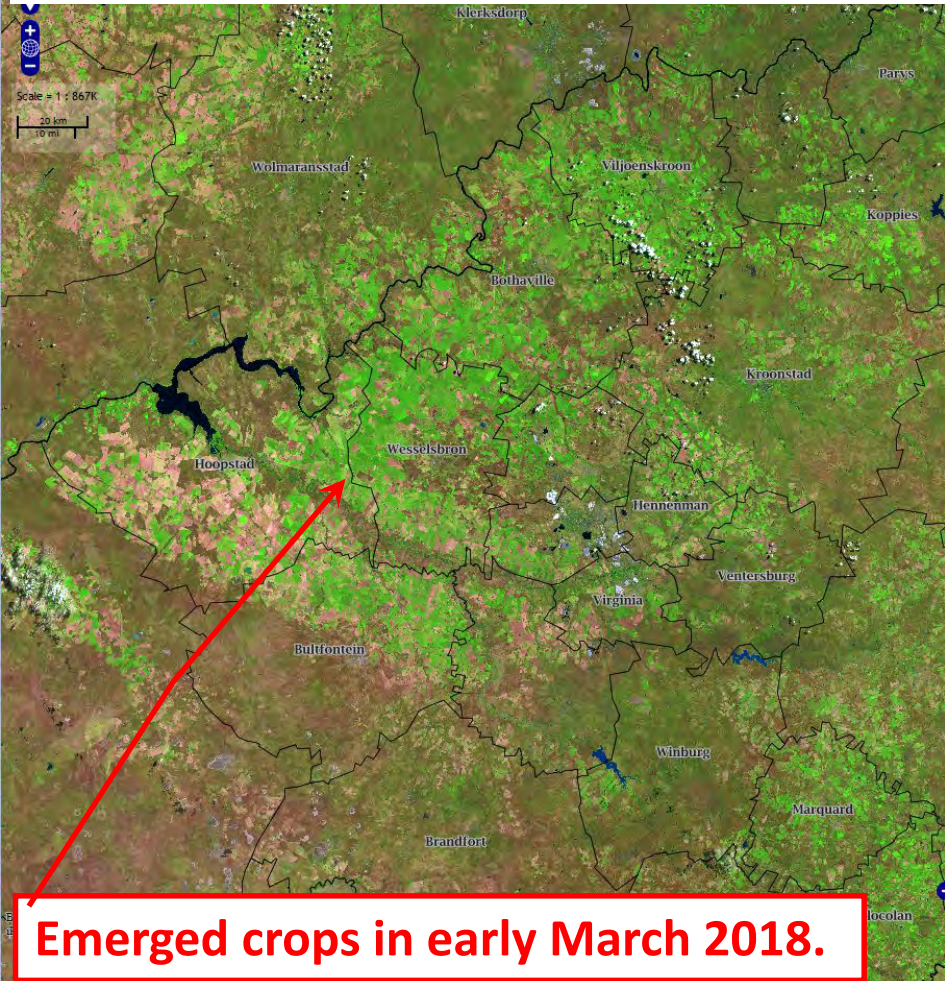 Klerksdorp
+
−
Parys
Scale = 1 : 867K
20 km
10 mi
Wolmaransstad
Viljoenskroon
Koppies
Bothaville
Kroonstad
Wesselsbron
Hoopstad
Hennenman
Ventersburg
Virginia
Bultfontein
Winburg
Marquard
Brandfort
locolan
Emerged crops in early March 2018.